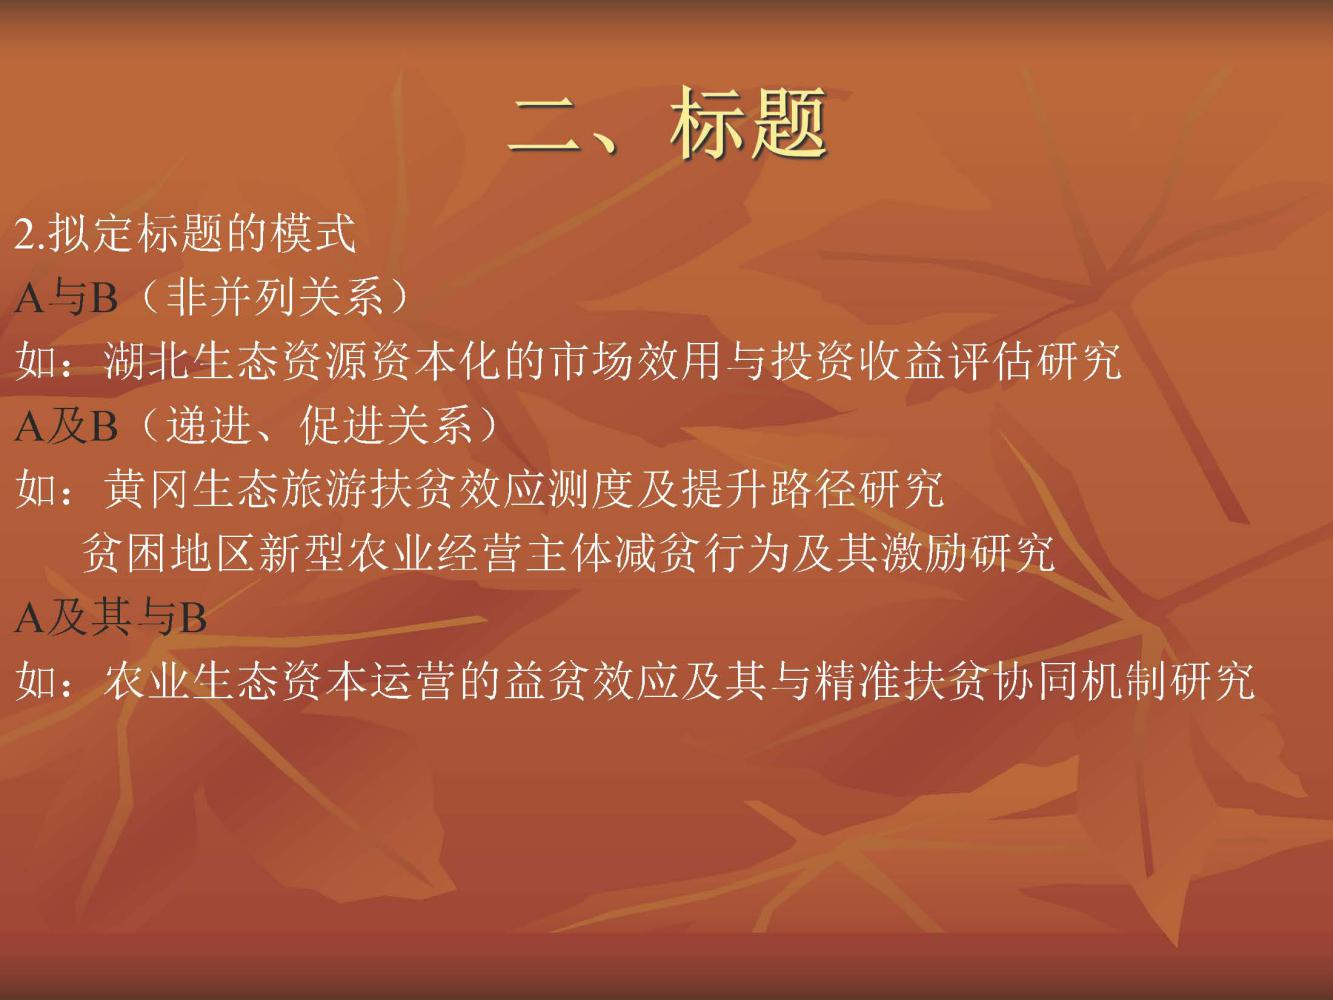 二、标题
2.拟定标题的模式
A与B（非并列关系）
如：湖北生态资源资本化的市场效用与投资收益评估研究
A及B（递进、促进关系）
如：黄冈生态旅游扶贫效应测度及提升路径研究
贫困地区新型农业经营主体减贫行为及其激励研究
A及其与B
如：农业生态资本运营的益贫效应及其与精准扶贫协同机制研究